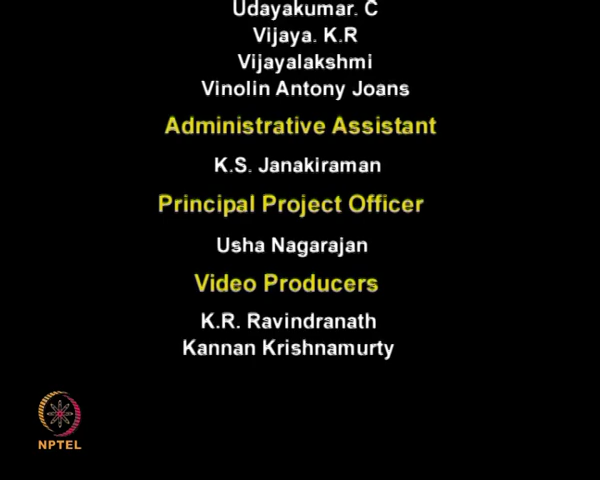 Udayakumar. C
Vijaya. K.R
Vijayalakshmi
Vinolin Antony Joans
Administrative Assistant
K.S. Janakiraman
Principal Project Officer
Usha Nagarajan
Video Producers
K.R. Ravindranath
Kannan Krishnamurty
NPTEL